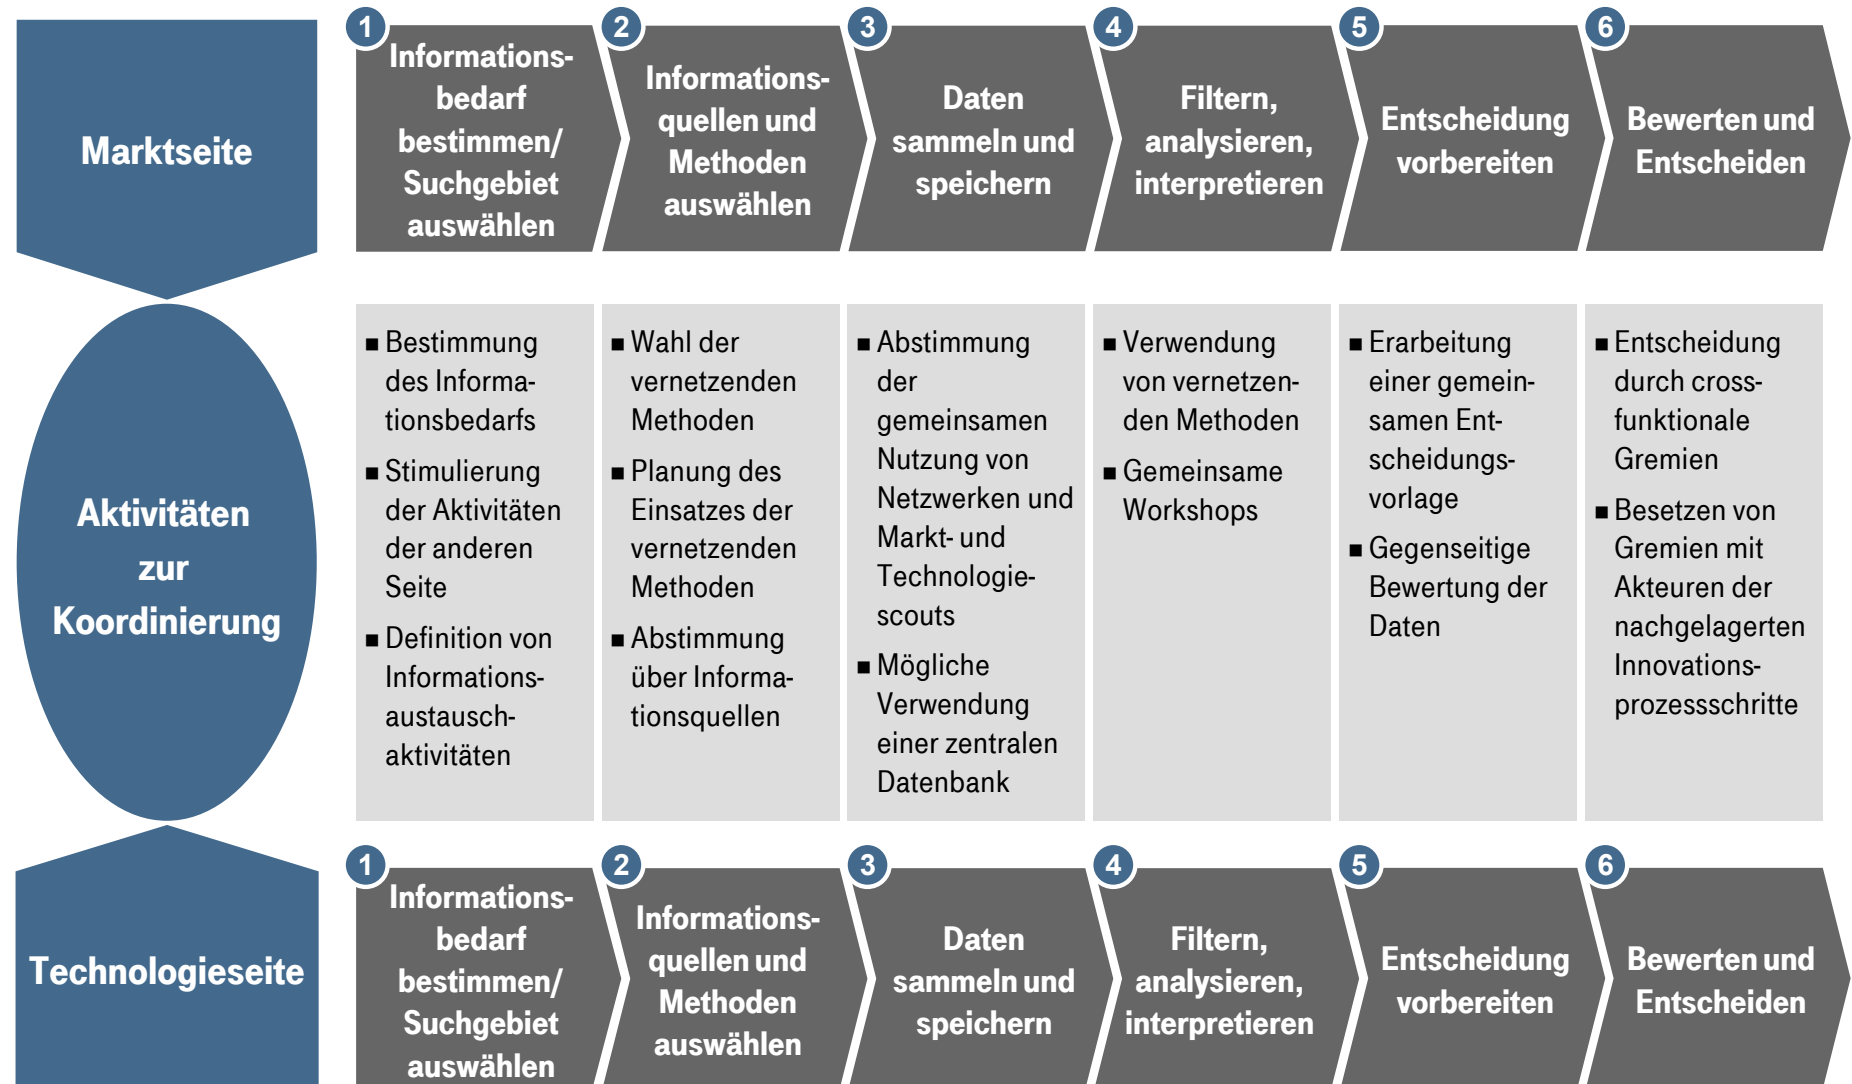 Marktseite
1
Informations-
bedarf
bestimmen/
Suchgebiet
auswählen
2
Informations-
quellen und
Methoden
auswählen
3
Daten
sammeln und
speichern
4
Filtern,
analysieren,
interpretieren
5
Entscheidung
vorbereiten
6
Bewerten und
Entscheiden
Aktivitäten
zur
Koordinierung
■ Bestimmung
des Informa-
tionsbedarfs
■ Stimulierung
der Aktivitäten
der anderen
Seite
■ Definition von
Informations-
austausch-
aktivitäten
■ Wahl der
vernetzenden
Methoden
■ Planung des
Einsatzes der
vernetzenden
Methoden
■ Abstimmung
über Informa-
tionsquellen
■ Abstimmung
der
gemeinsamen
Nutzung von
Netzwerken und
Markt- und
Technologie-
scouts
■ Mögliche
Verwendung
einer zentralen
Datenbank
■ Verwendung
von vernetzen-
den Methoden
■ Gemeinsame
Workshops
■ Erarbeitung
einer gemein-
samen Ent-
scheidungs-
vorlage
■ Gegenseitige
Bewertung der
Daten
■ Entscheidung
durch cross-
funktionale
Gremien
■ Besetzen von
Gremien mit
Akteuren der
nachgelagerten
Innovations-
prozessschritte
Technologieseite
1
Informations-
bedarf
bestimmen/
Suchgebiet
auswählen
2
Informations-
quellen und
Methoden
auswählen
3
Daten
sammeln und
speichern
4
Filtern,
analysieren,
interpretieren
5
Entscheidung
vorbereiten
6
Bewerten und
Entscheiden